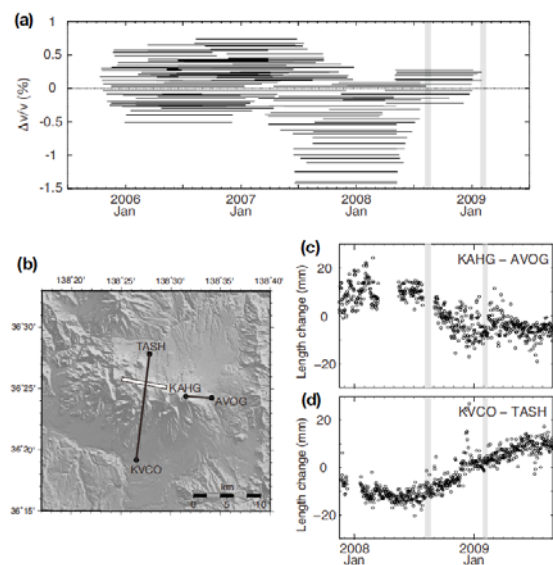 (a)
Δv/v (%)
1
0.5
0
-0.5
-1
-1.5
2006
Jan
2007
Jan
2008
Jan
2009
Jan
(b)
138˚20' 138˚25' 138˚30' 138˚35' 138˚40'
36˚30'
36˚25'
36˚20'
36˚15'
TASH
KAHG
AVOG
KVCO
km
0 5 10
(c)
KAHG – AVOG
Length change (mm)
20
0
-20
(d)
KVCO – TASH
Length change (mm)
20
0
-20
2008
Jan
2009
Jan